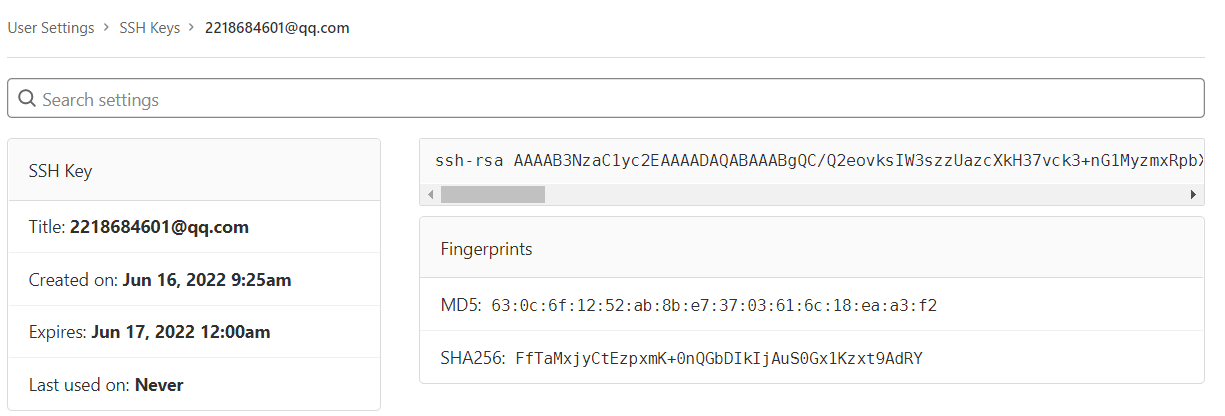 User Settings > SSH Keys > 2218684601@qq.com
Search settings
SSH Key
Title: 2218684601@qq.com
Created on: Jun 16, 2022 9:25am
Expires: Jun 17, 2022 12:00am
Last used on: Never
ssh-rsa AAAAB3NzaC1yc2EAAAADAQABAAABgQC/Q2eovksIW3szzUazcXkH37vck3+nG1MyzmxRpbX
Fingerprints
MD5: 63:0c:6f:12:52:ab:8b:e7:37:03:61:6c:18:ea:a3:f2
SHA256: FfTaMxjyCtEzpxmK+0nQGbDIkIjAuS0Gx1Kzxt9AdRY